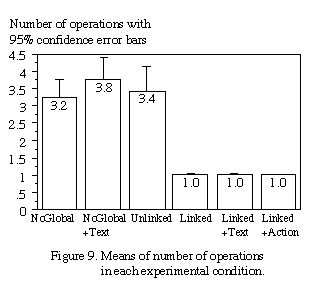 Number of operations with
95% confidence error bars
4.5
4
3.5
3
2.5
2
1.5
1
.5
0
3.2
3.8
3.4
1.0
1.0
1.0
NoGlobal
NoGlobal
+Text
Unlinked
Linked
Linked
+Text
Linked
+Action
Figure 9. Means of number of operations
in each experimental condition.